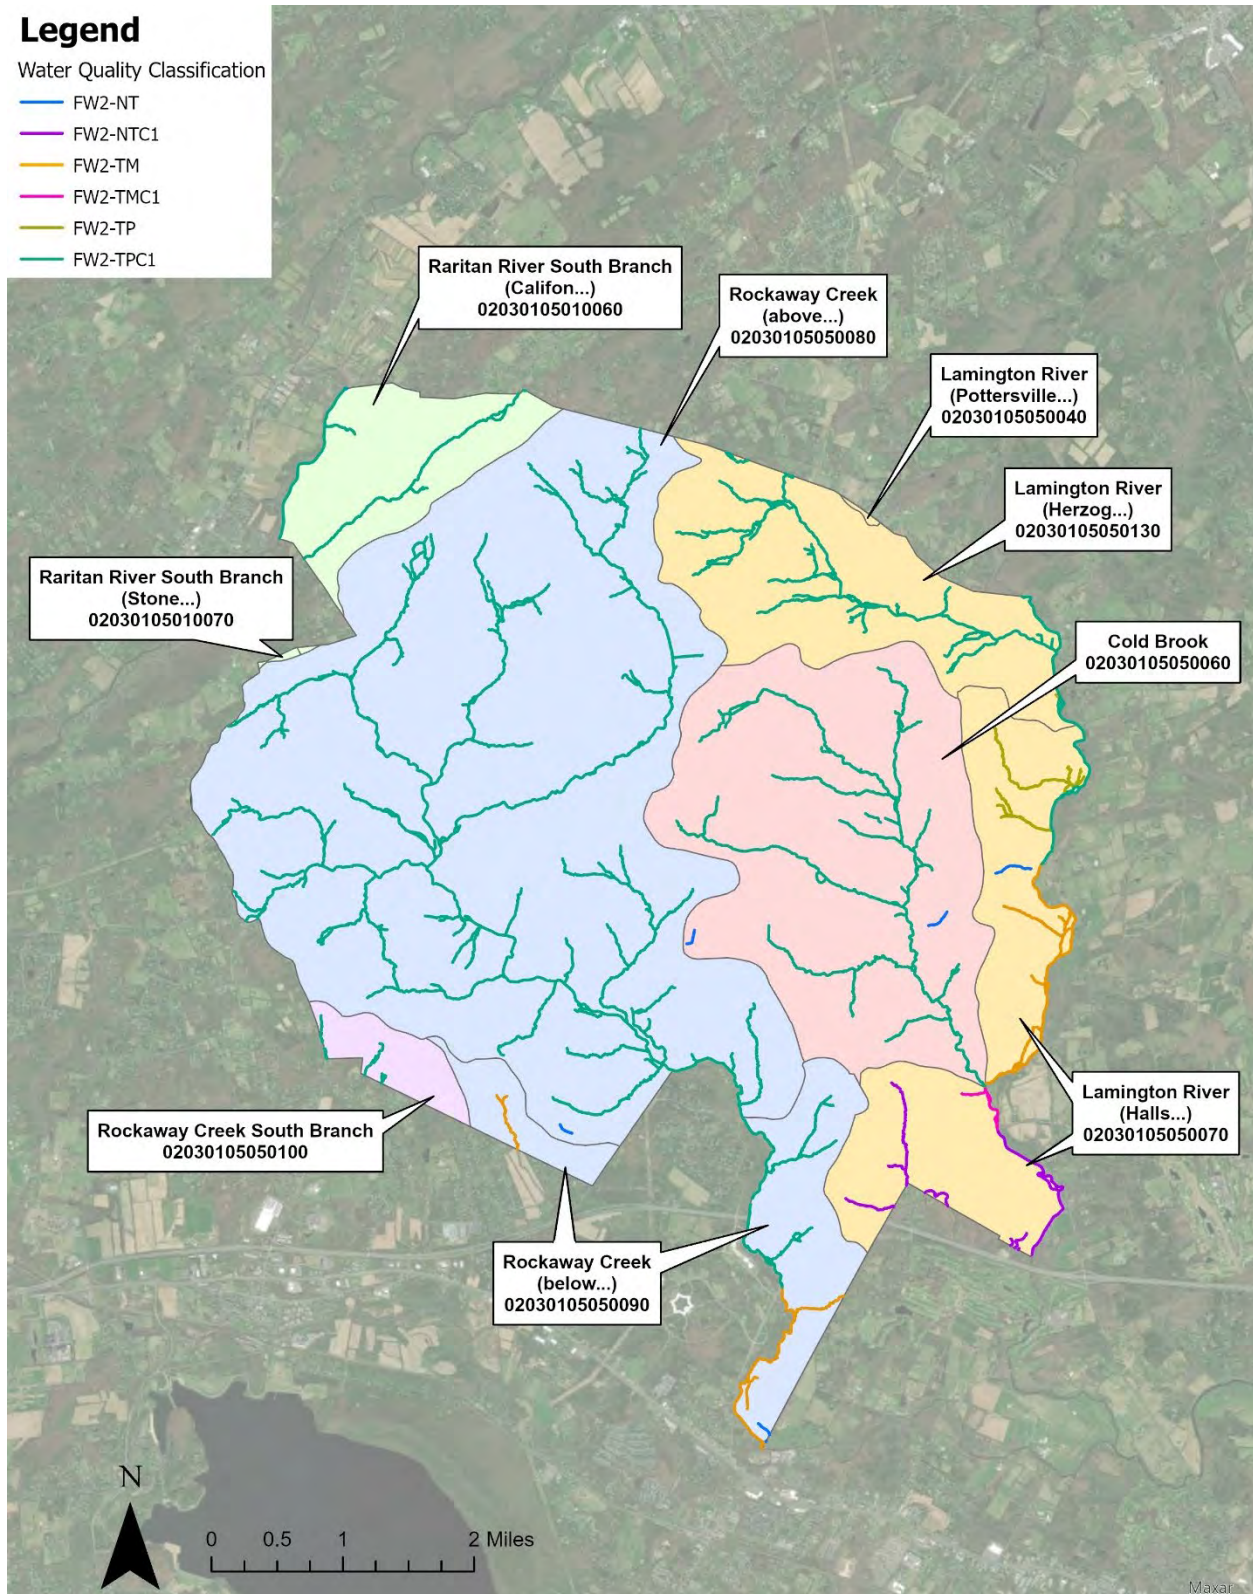 Legend
Water Quality Classification
FW2-NT
FW2-NTC1
FW2-TM
FW2-TMC1
FW2-TP
FW2-TPC1
Raritan River South Branch
(Califon...)
02030105010060
Rockaway Creek
(above...)
02030105050080
Lamington River
(Pottersville...)
02030105050040
Lamington River
(Herzog...)
02030105050130
Raritan River South Branch
(Stone...)
02030105010070
Cold Brook
02030105050060
Lamington River
(Halls...)
02030105050070
Rockaway Creek South Branch
02030105050100
Rockaway Creek
(below...)
02030105050090
N
0 0.5 1 2 Miles
Maxar